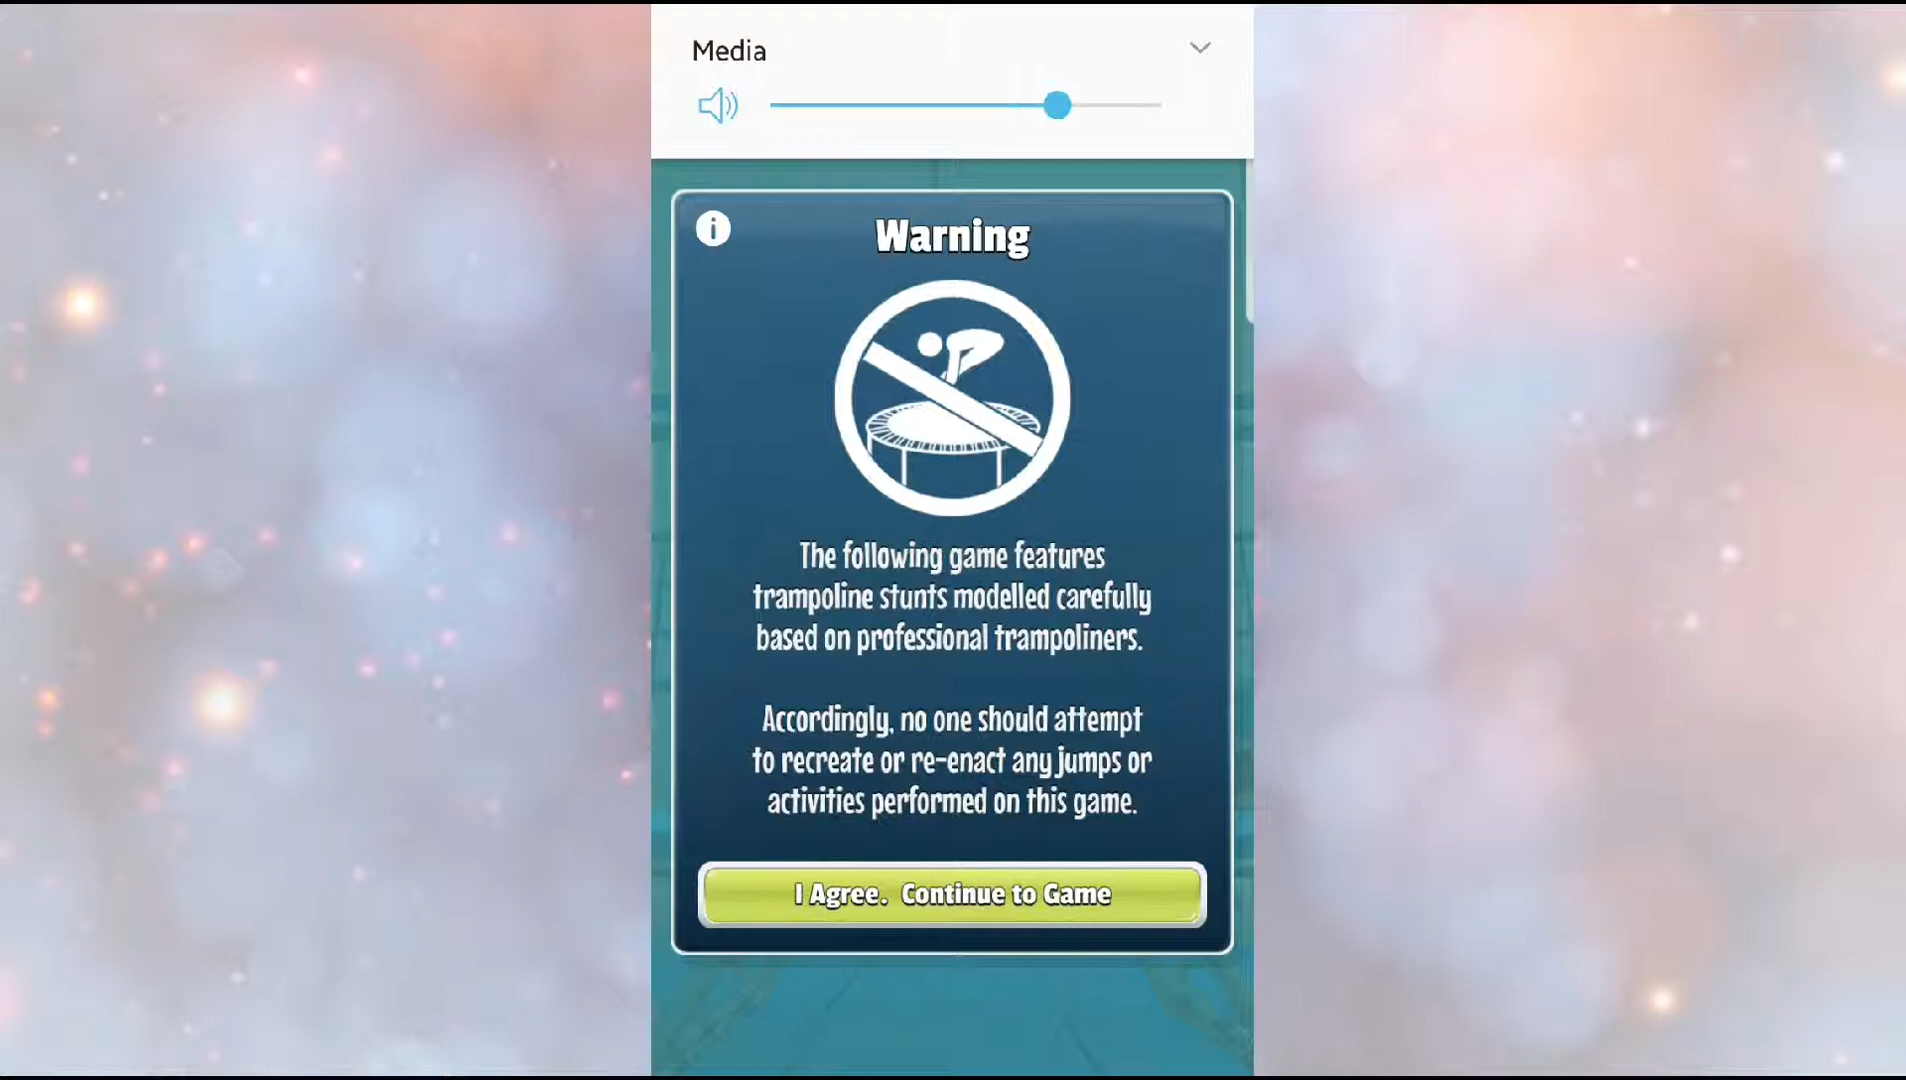 Media
Warning
The following game features
trampoline stunts modelled carefully
based on professional trampoliners.
Accordingly, no one should attempt
to recreate or re-enact any jumps or
activities performed on this game.
I Agree. Continue to Game